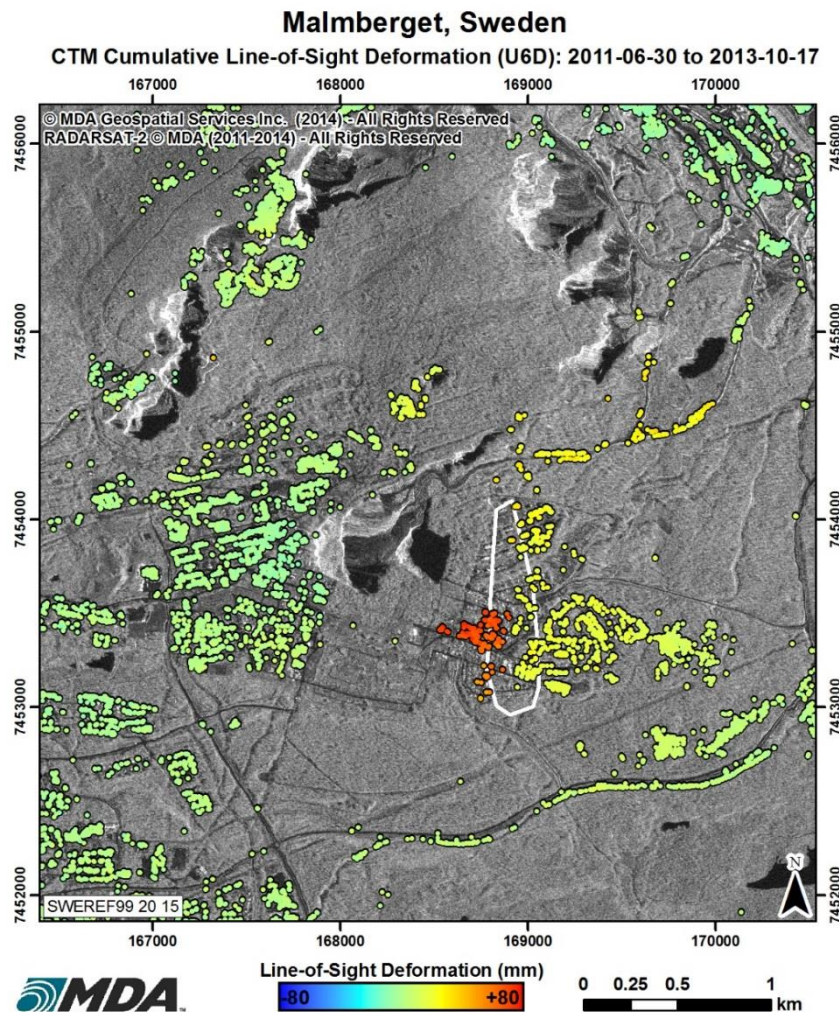 Malmberget, Sweden
CTM Cumulative Line-of-Sight Deformation (U6D): 2011-06-30 to 2013-10-17
167000 168000 169000 170000
© MDA Geospatial Services Inc. (2014) - All Rights Reserved
RADARSAT-2 © MDA (2011-2014) - All Rights Reserved
7456000 7456000
7455000 7455000
7454000 7454000
7453000 7453000
7452000 7452000
N
SWEREF99 20 15
167000 168000 169000 170000
MDA™
Line-of-Sight Deformation (mm)
-80 +80
0 0.25 0.5 1
km